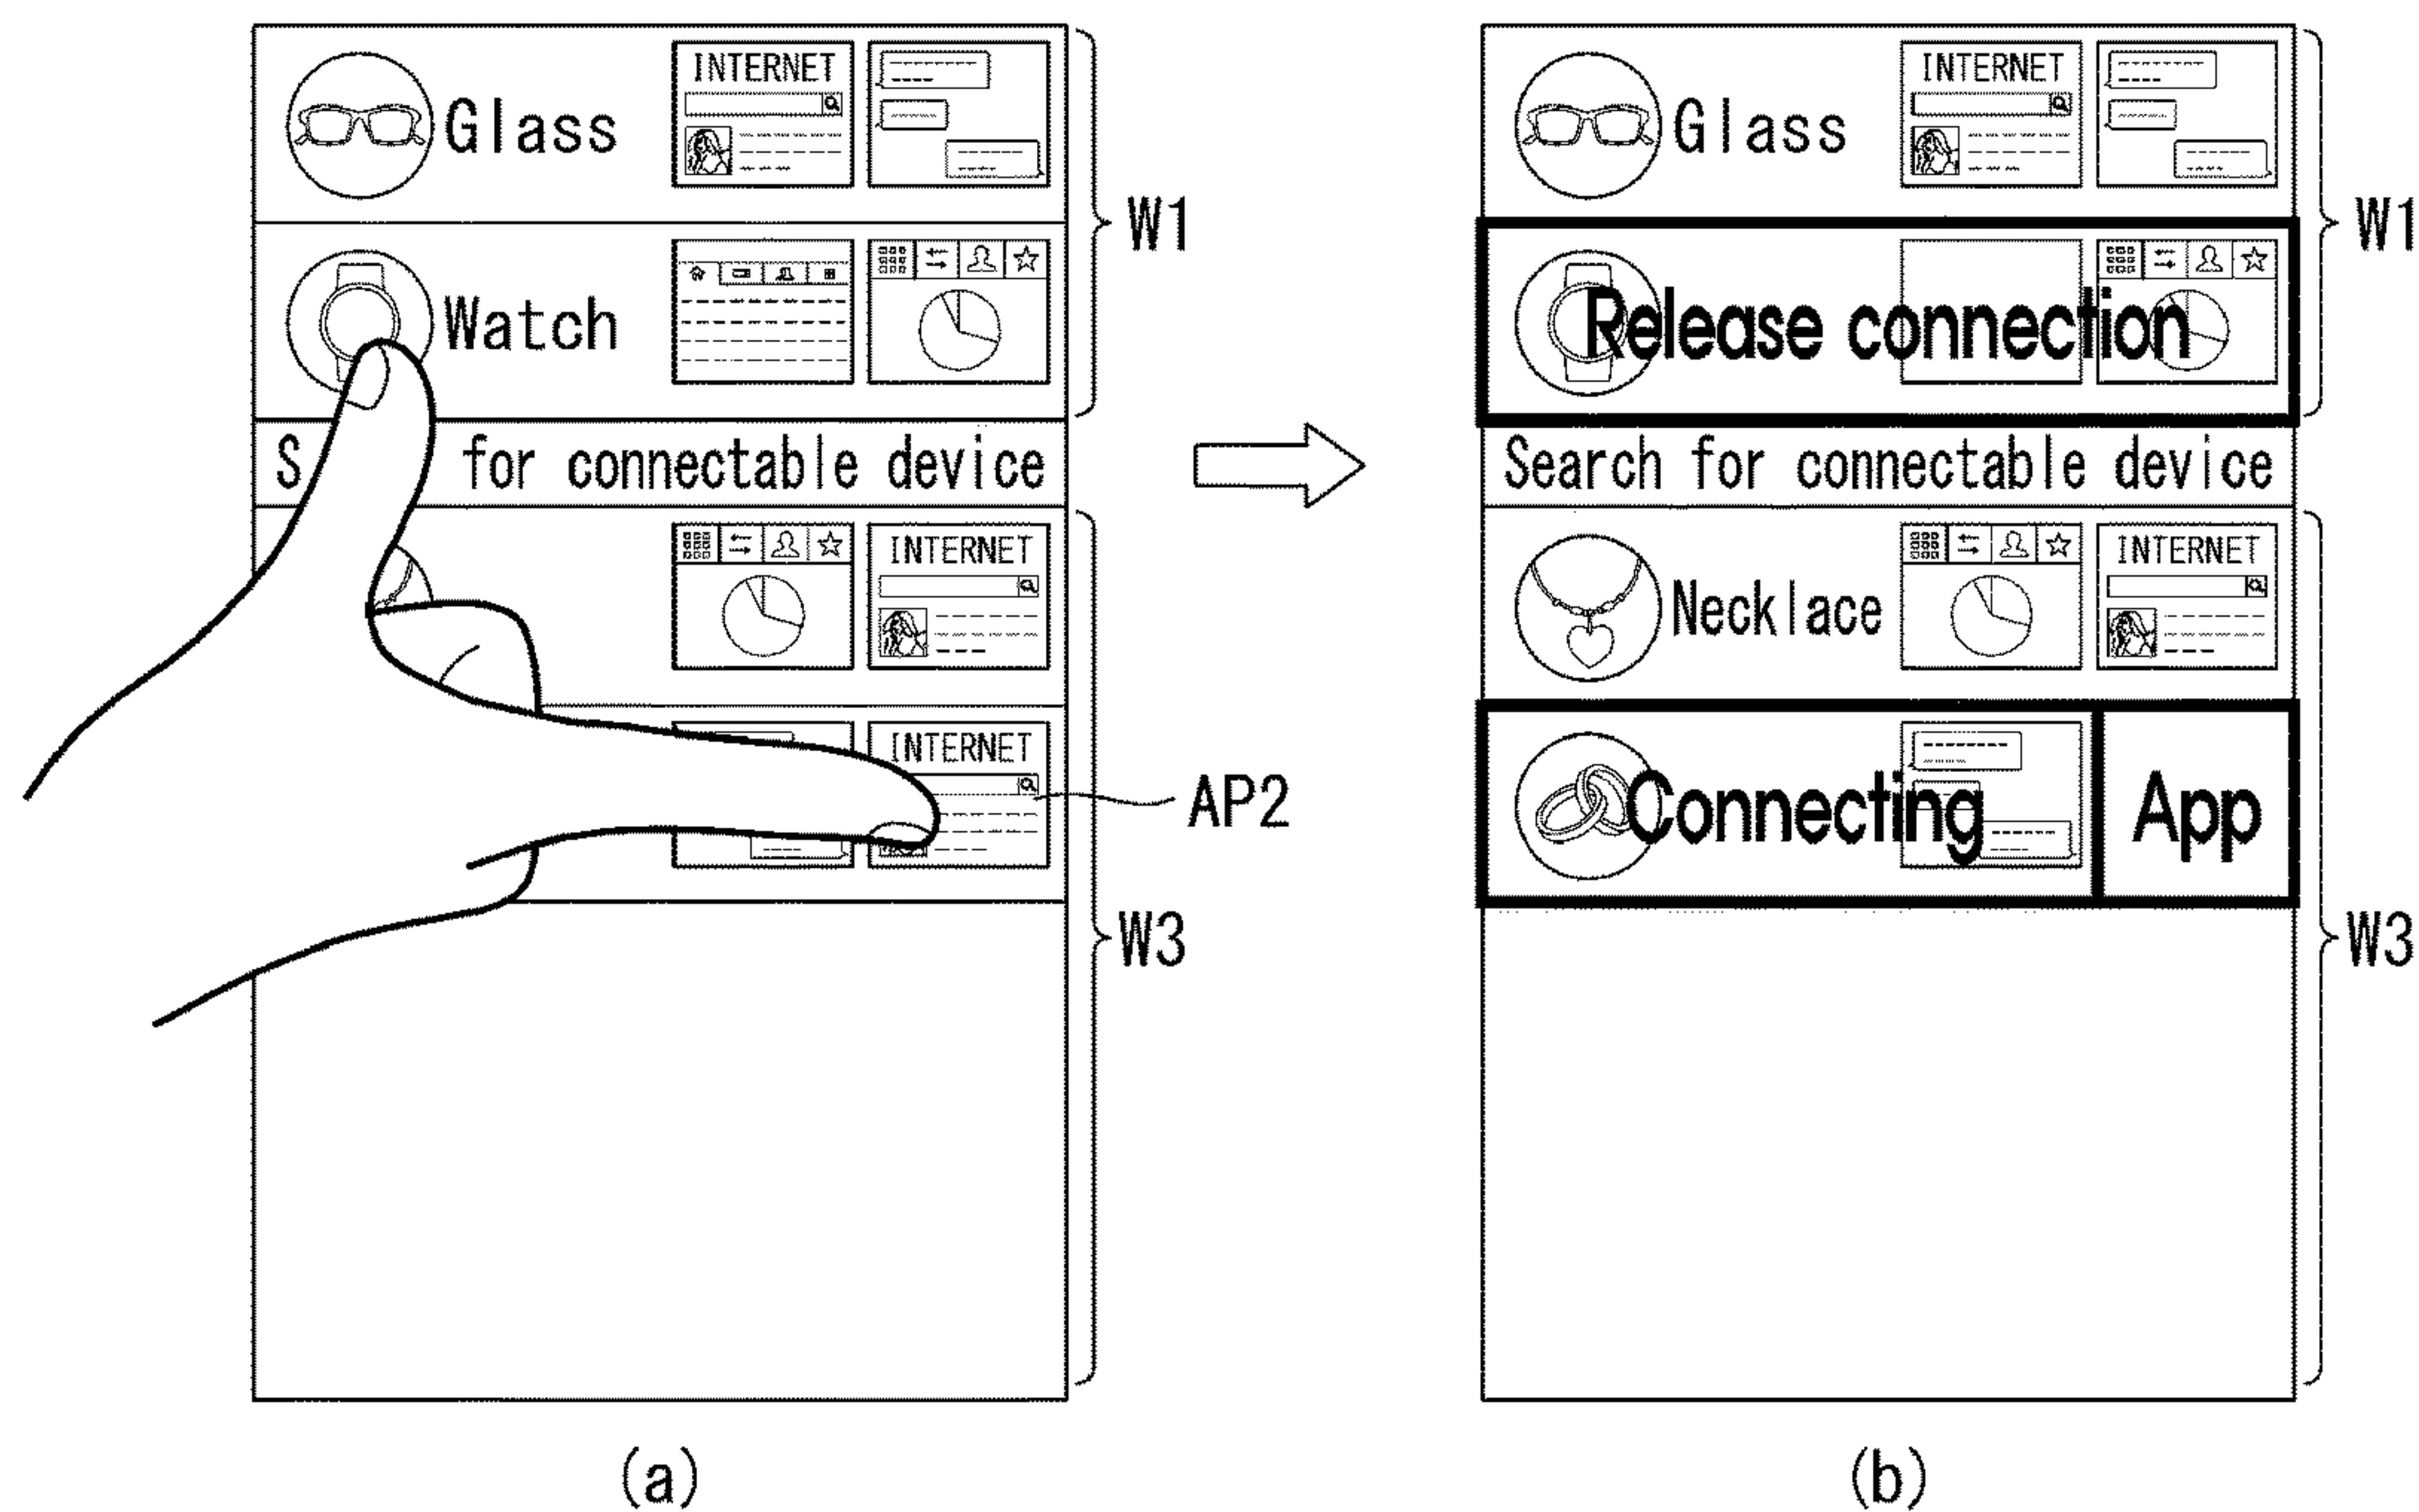 INTERNET
Glass
W1
Watch
S for connectable device
INTERNET
INTERNET
AP2
W3
(a)
INTERNET
Glass
W1
Release connection
Search for connectable device
INTERNET
Necklace
Connecting App
W3
(b)